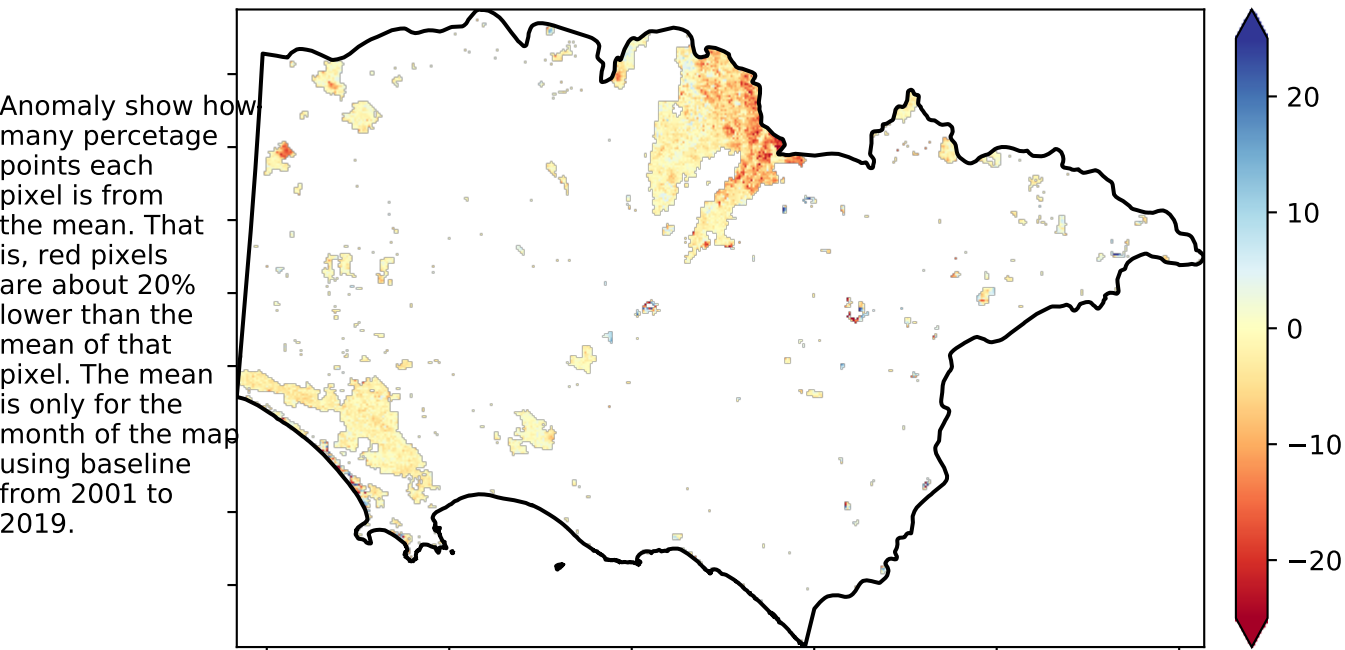 Anomaly show how
many percetage
points each
pixel is from
the mean. That
is, red pixels
are about 20%
lower than the
mean of that
pixel. The mean
is only for the
month of the map
using baseline
from 2001 to
2019.
20
10
0
−10
−20